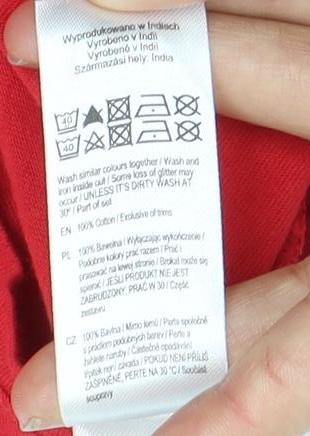 Wyprodukowano w Indiach
Vyrobeno v Indii
Vyrobené v Indii
Származási hely: India
40
40
Wash similar colours together / Wash and
iron inside out / Some loss of glitter may
occur / UNLESS IT'S DIRTY WASH AT
30° / Part of set
EN 100% Cotton / Exclusive of trims
PL 100% Bawełna / Wyłączając wykończenie /
Podobne kolory prać razem / Prać i
prasować na lewej stronie / Brokat może się
spierać / JEŚLI PRODUKT NIE JEST
ZABRUDZONY, PRAĆ W 30 / Część
zestawu
CZ 100% Bavlna / Mimo lemů / Perte společně
s prádlem podobných barev / Perte a
žehlete naruby / Částečné opadávání
třpytek není závada / POKUD NENÍ PŘÍLIŠ
ZAŠPINĚNÉ, PERTE NA 30 °C / Součást
soupravy